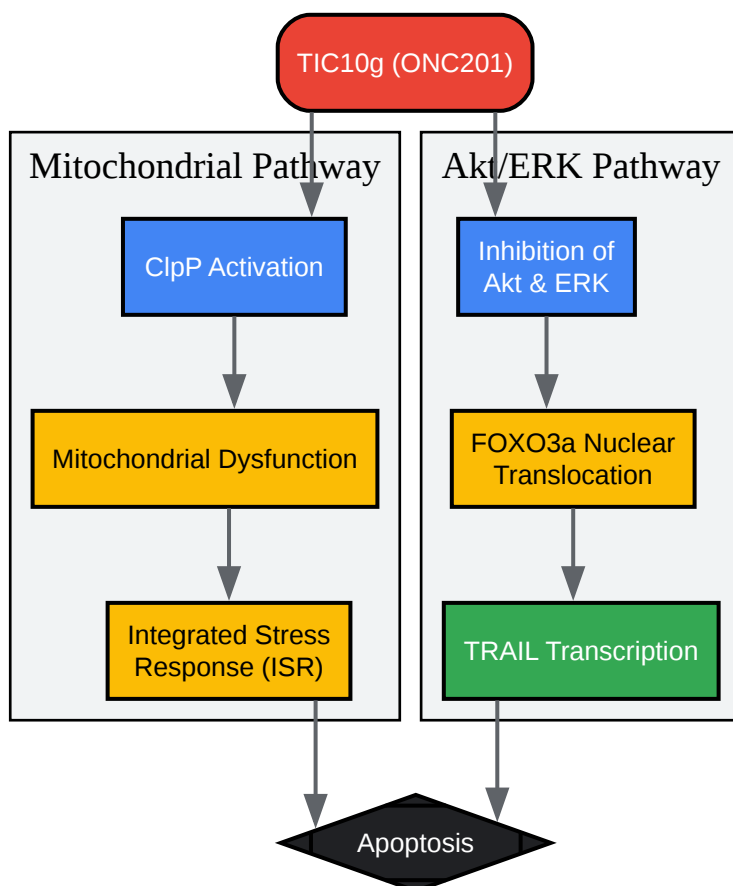 TIC10g (ONC201)
Mitochondrial Pathway
ClpP Activation
Mitochondrial Dysfunction
Integrated Stress
Response (ISR)
Akt/ERK Pathway
Inhibition of
Akt & ERK
FOXO3a Nuclear
Translocation
TRAIL Transcription
Apoptosis